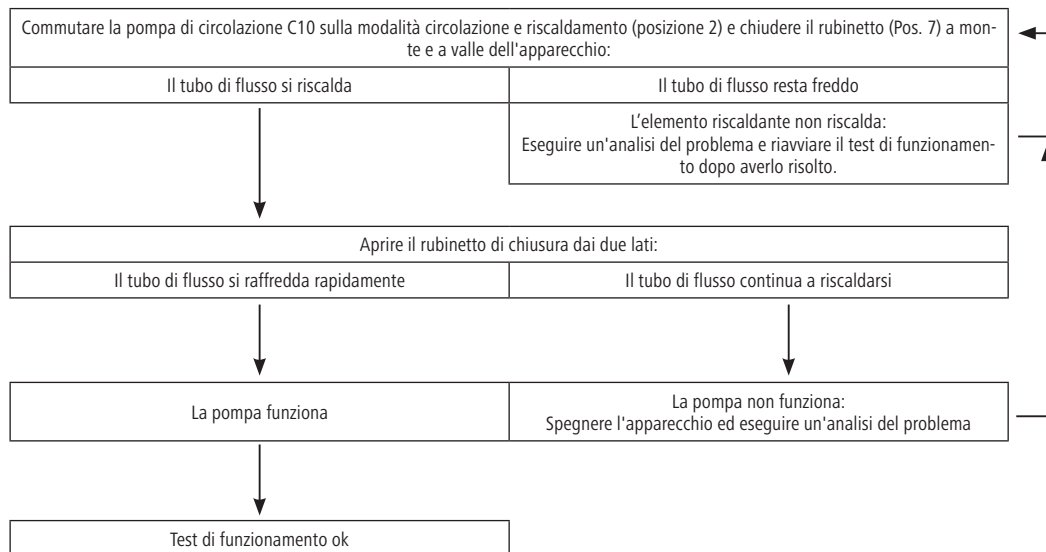 Commutare la pompa di circolazione C10 sulla modalità circolazione e riscaldamento (posizione 2) e chiudere il rubinetto (Pos. 7) a mon-
te e a valle dell'apparecchio:
Il tubo di flusso si riscalda
Il tubo di flusso resta freddo
L'elemento riscaldante non riscalda:
Eseguire un'analisi del problema e riavviare il test di funzionamen-
to dopo averlo risolto.
Aprire il rubinetto di chiusura dai due lati:
Il tubo di flusso si raffredda rapidamente
Il tubo di flusso continua a riscaldarsi
La pompa funziona
La pompa non funziona:
Spegnere l'apparecchio ed eseguire un'analisi del problema
Test di funzionamento ok